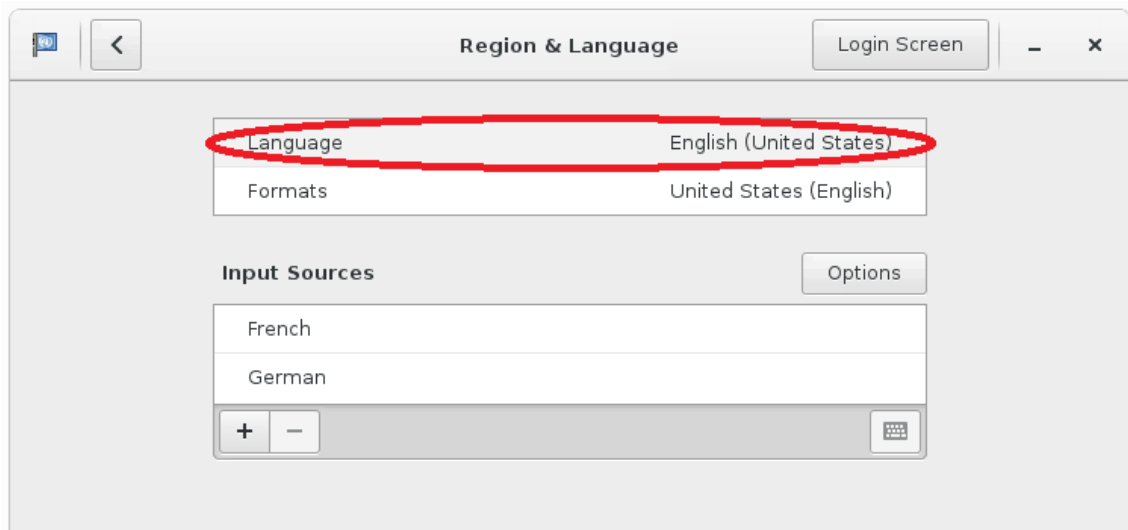 Region & Language
Login Screen
Language English (United States)
Formats United States (English)
Input Sources
Options
French
German